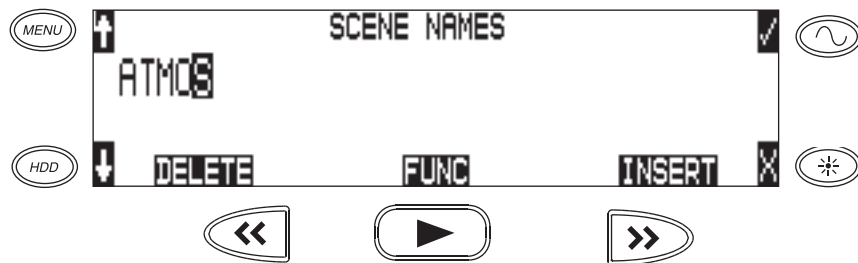 MENU
SCENE NAMES
ATMOS
HDD
DELETE FUNC INSERT X